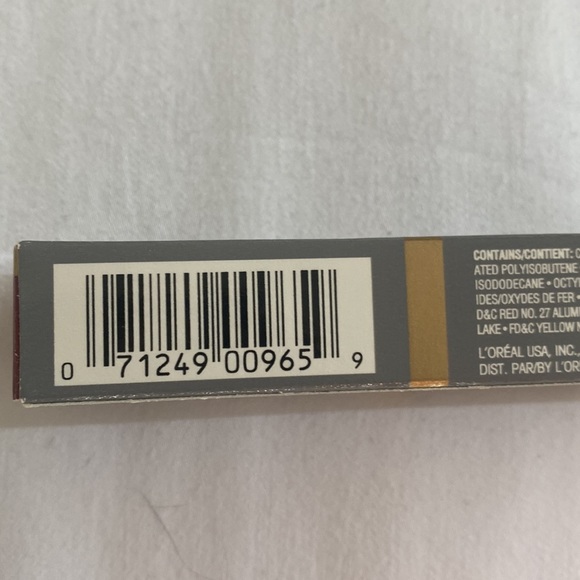 0 71249 00965 9
CONTAINS/CONTIENT:
ATED POLYISOBUTENE
ISODODECANE • OCTYL
IDES/OXYDES DE FER
D&C RED NO. 27
LAKE • FD&C YELLOW
L'ORÉAL USA, INC.,
DIST. PAR/BY